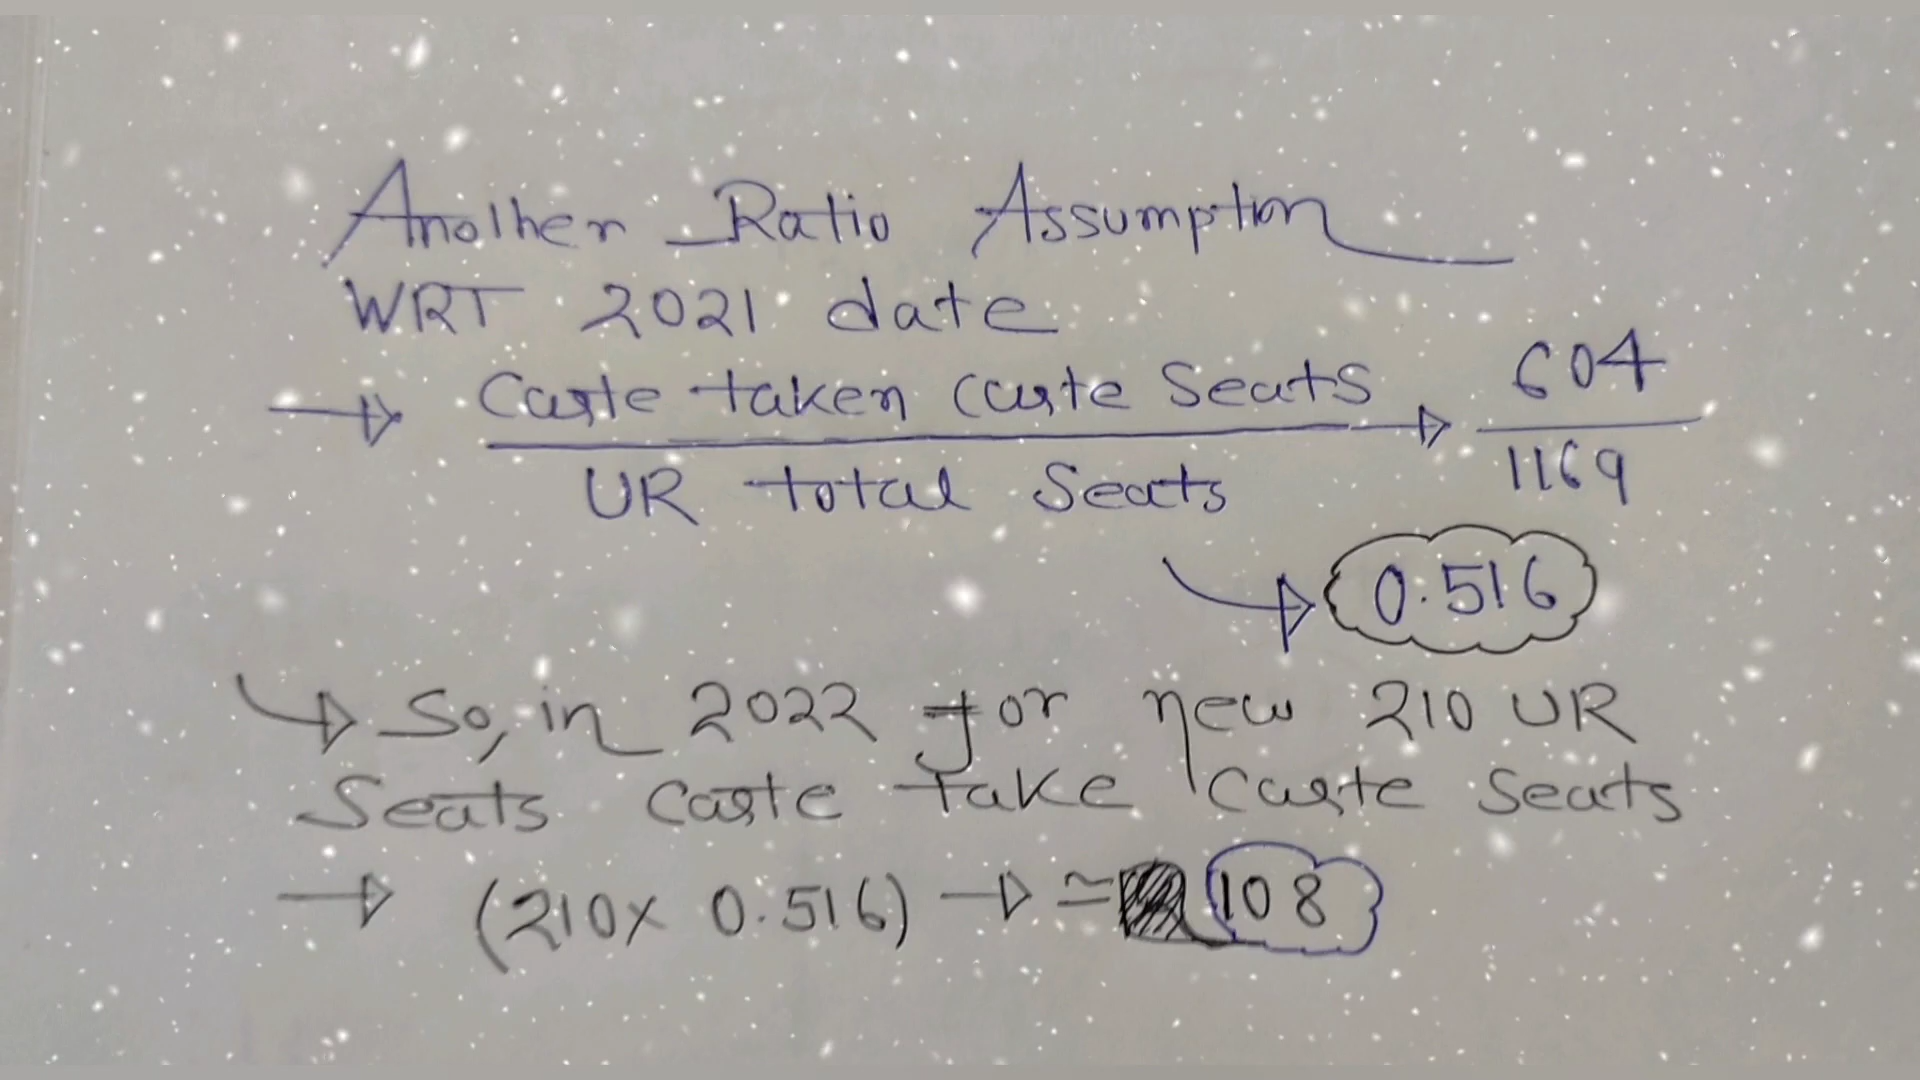 Another Ratio Assumption
WRT 2021 date
Caste taken caste Seats
604
UR total Seats
1169
0.516
So, in 2022 for new 210 UR
Seats caste take caste seats
(210x 0.516) ≃ 108